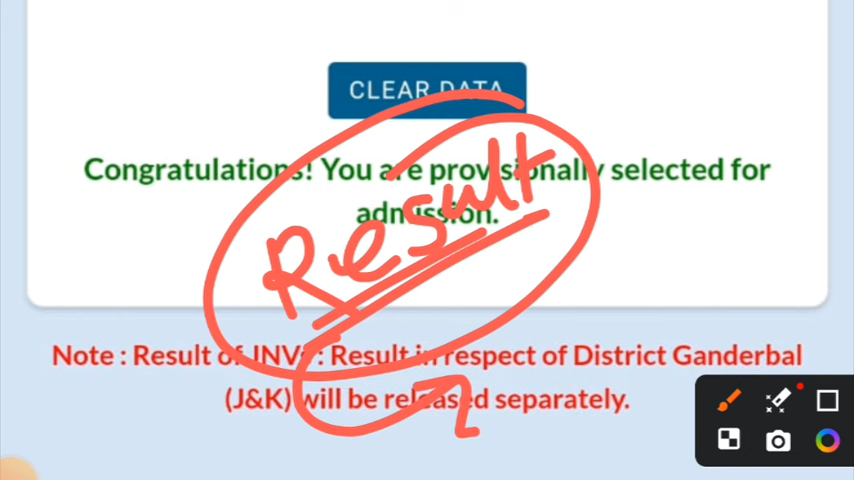 CLEAR DATA
Congratulations! You are provisionally selected for
admission.
Result
Note : Result of JNVs : Result in respect of District Ganderbal
(J&K) will be released separately.